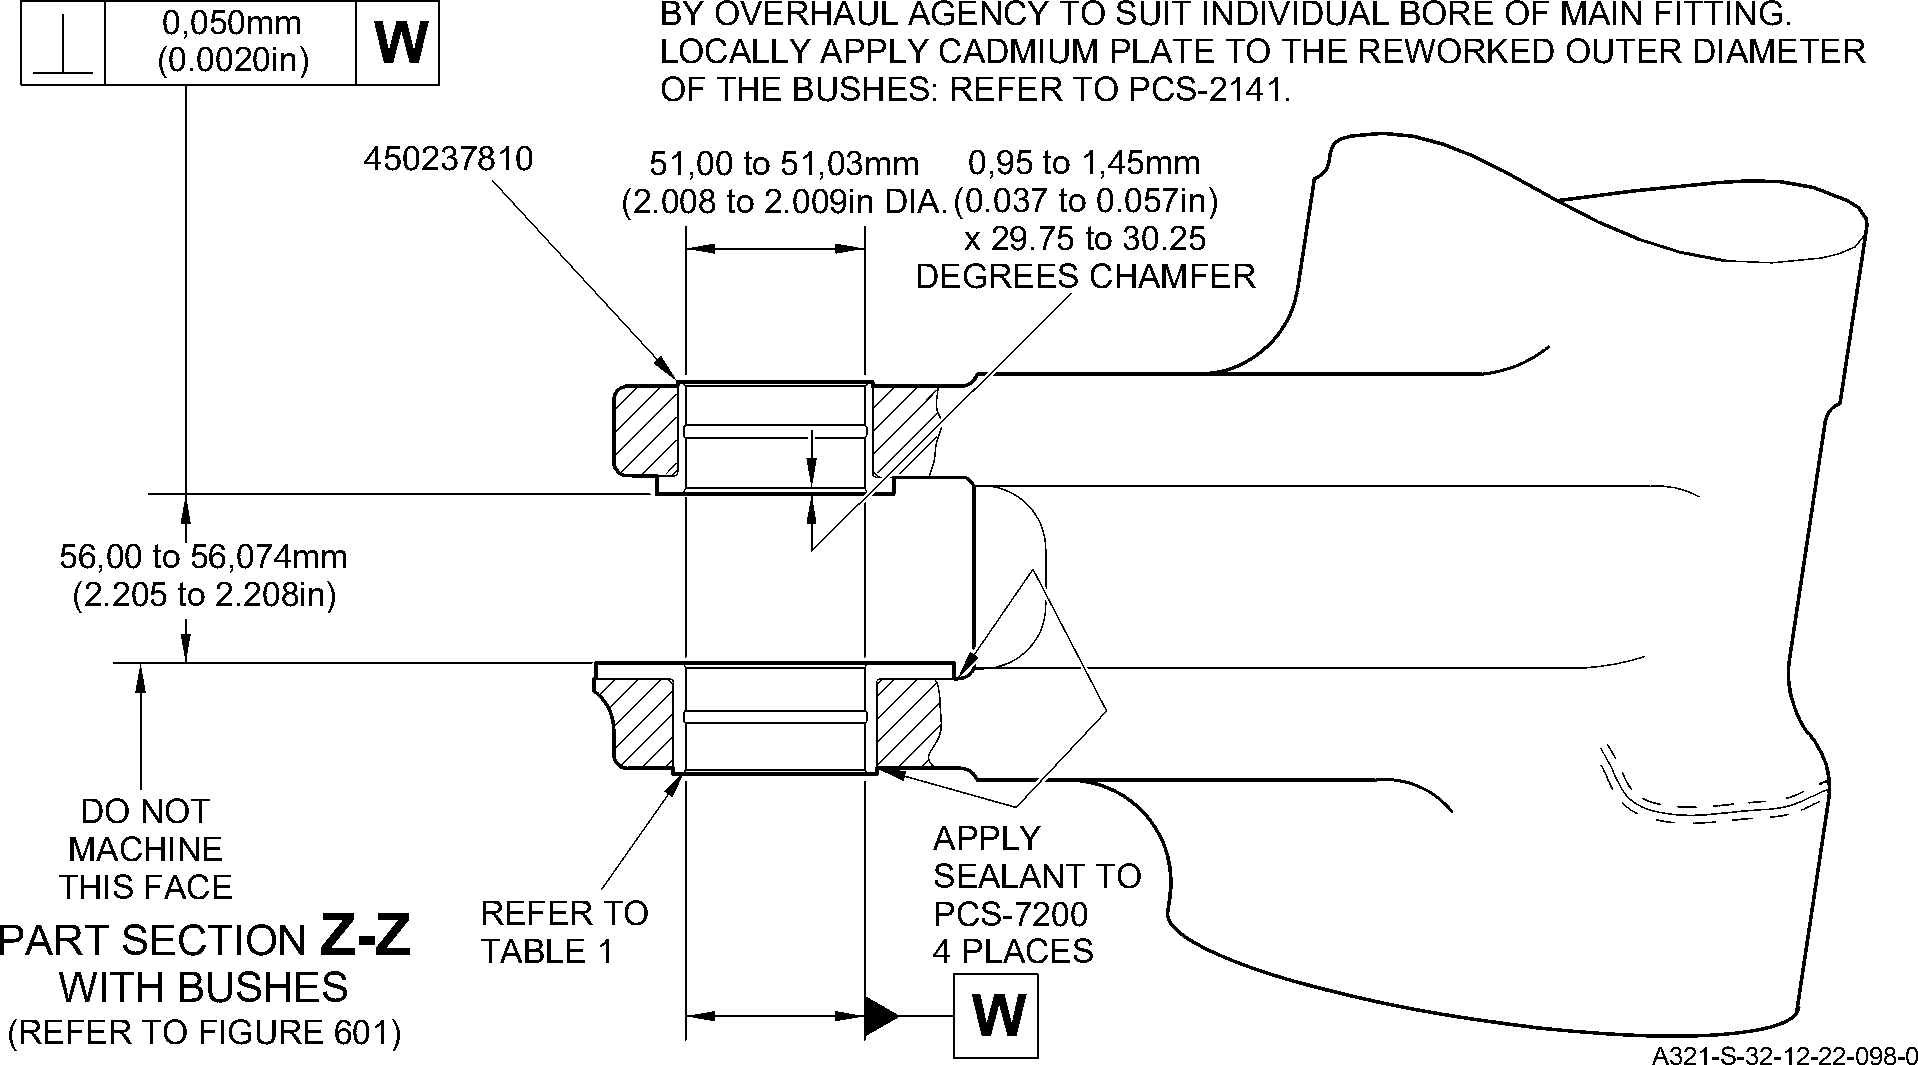 0,050mm
(0.0020in)
W
BY OVERHAUL AGENCY TO SUIT INDIVIDUAL BORE OF MAIN FITTING.
LOCALLY APPLY CADMIUM PLATE TO THE REWORKED OUTER DIAMETER
OF THE BUSHES: REFER TO PCS-2141.
450237810
51,00 to 51,03mm
(2.008 to 2.009in DIA.
0,95 to 1,45mm
(0.037 to 0.057in)
x 29.75 to 30.25
DEGREES CHAMFER
56,00 to 56,074mm
(2.205 to 2.208in)
DO NOT
MACHINE
THIS FACE
PART SECTION Z-Z
WITH BUSHES
(REFER TO FIGURE 601)
REFER TO
TABLE 1
APPLY
SEALANT TO
PCS-7200
4 PLACES
W
A321-S-32-12-22-098-0